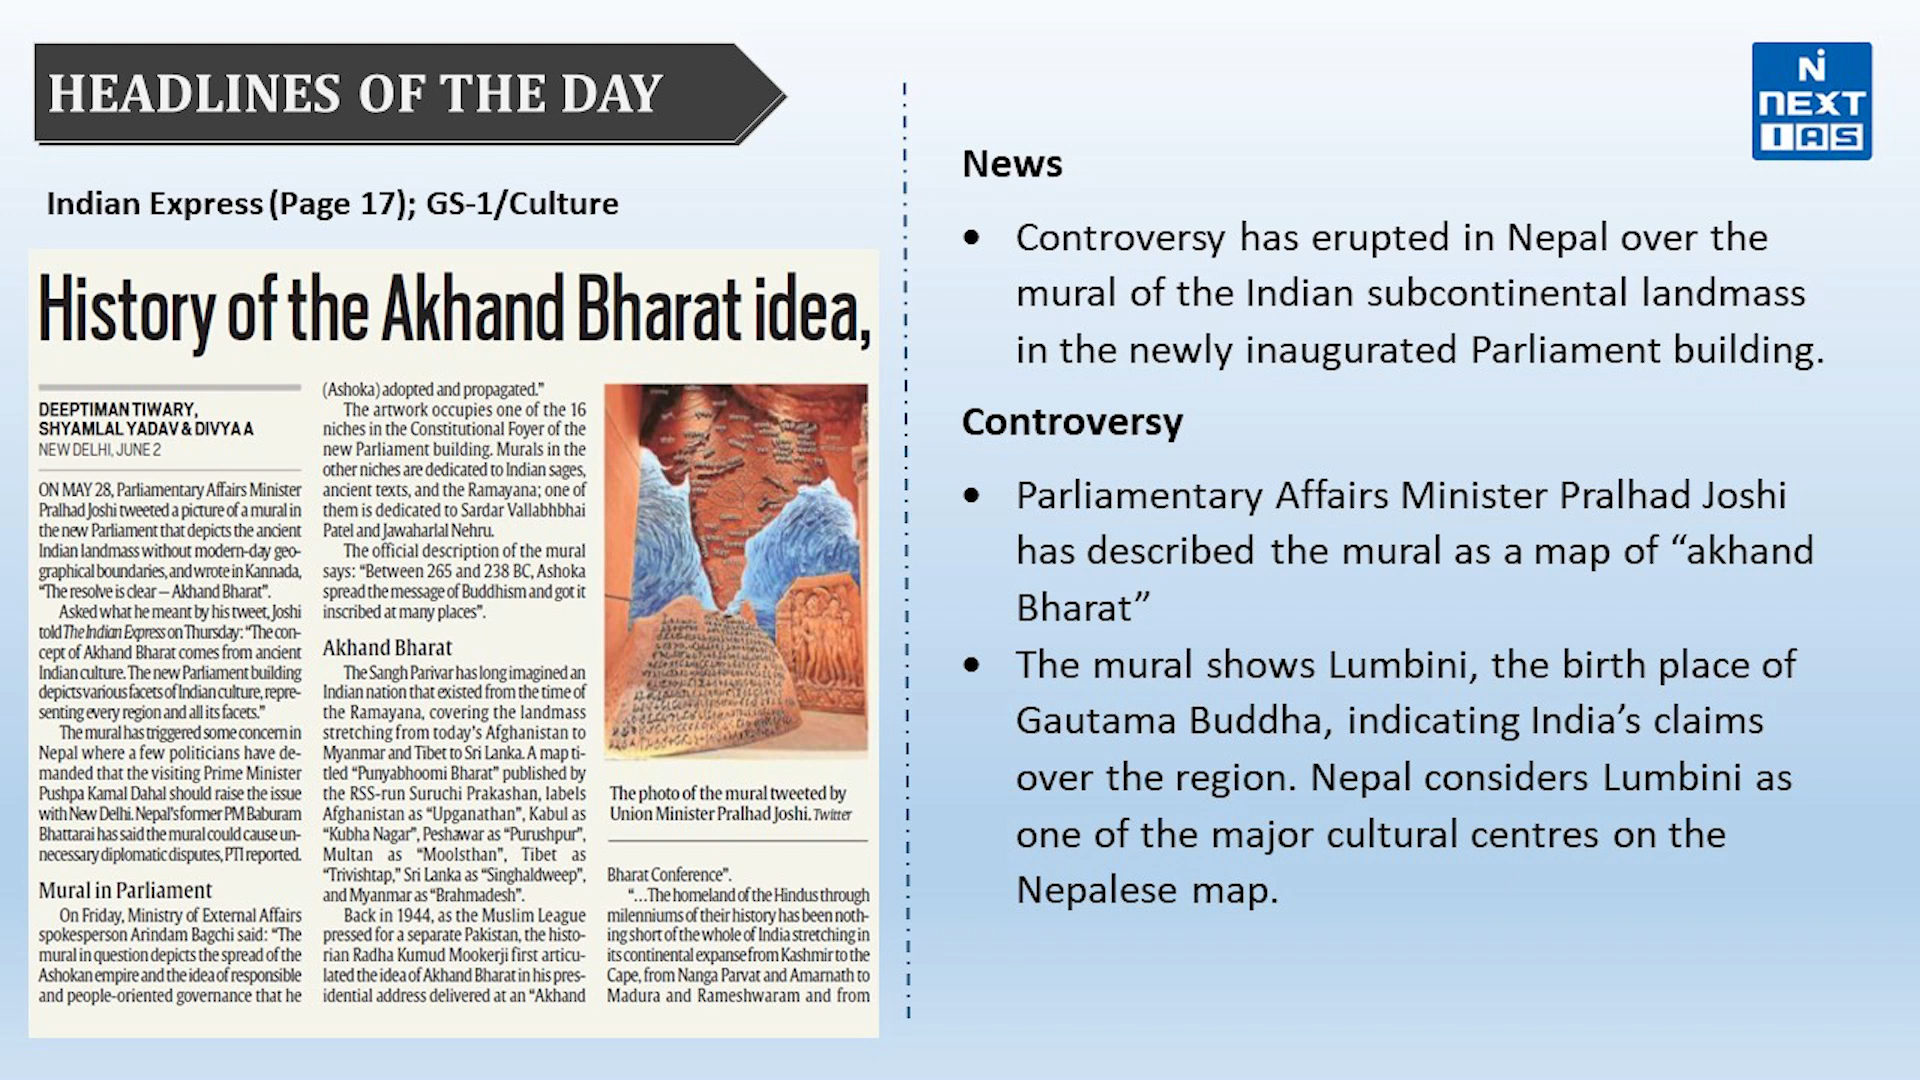 HEADLINES OF THE DAY
Indian Express (Page 17); GS-1/Culture
History of the Akhand Bharat idea,
DEEPTIMAN TIWARY,
SHYAMLAL YADAV & DIVYA A
NEW DELHI, JUNE 2
ON MAY 28, Parliamentary Affairs Minister
Pralhad Joshi tweeted a picture of a mural in
the new Parliament that depicts the ancient
Indian landmass without modern-day geo-
graphical boundaries, and wrote in Kannada,
“The resolve is clear — Akhand Bharat”.
Asked what he meant by his tweet, Joshi
told The Indian Express on Thursday: “The con-
cept of Akhand Bharat comes from ancient
Indian culture. The new Parliament building
depicts various facets of Indian culture, repre-
senting every region and all its facets.”
The mural has triggered some concern in
Nepal where a few politicians have de-
manded that the visiting Prime Minister
Pushpa Kamal Dahal should raise the issue
with New Delhi. Nepal's former PM Baburam
Bhattarai has said the mural could cause un-
necessary diplomatic disputes, PTI reported.
Mural in Parliament
On Friday, Ministry of External Affairs
spokesperson Arindam Bagchi said: “The
mural in question depicts the spread of the
Ashokan empire and the idea of responsible
and people-oriented governance that he
(Ashoka) adopted and propagated.”
The artwork occupies one of the 16
niches in the Constitutional Foyer of the
new Parliament building. Murals in the
other niches are dedicated to Indian sages,
ancient texts, and the Ramayana; one of
them is dedicated to Sardar Vallabhbhai
Patel and Jawaharlal Nehru.
The official description of the mural
says: “Between 265 and 238 BC, Ashoka
spread the message of Buddhism and got it
inscribed at many places”.
Akhand Bharat
The Sangh Parivar has long imagined an
Indian nation that existed from the time of
the Ramayana, covering the landmass
stretching from today's Afghanistan to
Myanmar and Tibet to Sri Lanka. A map ti-
tled “Punyabhoomi Bharat” published by
the RSS-run Suruchi Prakashan, labels
Afghanistan as “Upganathan”, Kabul as
“Kubha Nagar”, Peshawar as “Purushpur”,
Multan as “Moolsthan”, Tibet as
“Trivishtap,” Sri Lanka as “Singhaldweep”,
and Myanmar as “Brahmadesh”.
Back in 1944, as the Muslim League
pressed for a separate Pakistan, the histo-
rian Radha Kumud Mookerji first articu-
lated the idea of Akhand Bharat in his pres-
idential address delivered at an “Akhand
The photo of the mural tweeted by
Union Minister Pralhad Joshi. Twitter
Bharat Conference”.
“...The homeland of the Hindus through
milenniums of their history has been noth-
ing short of the whole of India stretching in
its continental expanse from Kashmir to the
Cape, from Nanga Parvat and Amarnath to
Madura and Rameshwaram and from
N
NEXT
IAS
News
• Controversy has erupted in Nepal over the
mural of the Indian subcontinental landmass
in the newly inaugurated Parliament building.
Controversy
• Parliamentary Affairs Minister Pralhad Joshi
has described the mural as a map of “akhand
Bharat”
• The mural shows Lumbini, the birth place of
Gautama Buddha, indicating India’s claims
over the region. Nepal considers Lumbini as
one of the major cultural centres on the
Nepalese map.